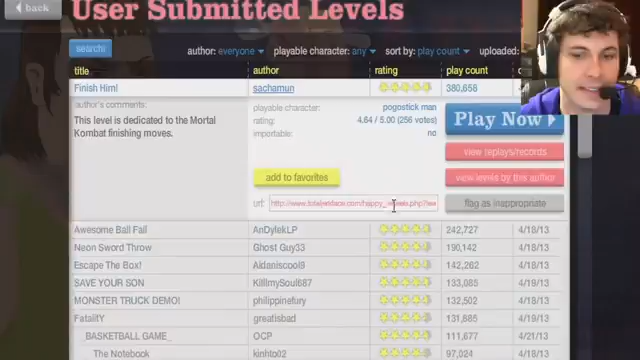 back
User Submitted Levels
search!
author: everyone
playable character: any
sort by: play count
uploaded:
title author rating play count
Finish Him! sachamun 380,658
author's comments:
This level is dedicated to the Mortal
Kombat finishing moves.
playable character: pogostick man
rating: 4.64 / 5.00 (256 votes)
importable: no
add to favorites
Play Now
view replays/records
view levels by this author
flag as inappropriate
url:
Awesome Ball Fail AnDylekLP 242,727 4/18/13
Neon Sword Throw Ghost Guy33 190,142 4/18/13
Escape The Box! Aidaniscool9 142,262 4/18/13
SAVE YOUR SON KillImySoul687 133,085 4/19/13
MONSTER TRUCK DEMO! philippinefury 132,502 4/18/13
FatalitY greatisbad 131,885 4/19/13
BASKETBALL GAME_ OCP 111,677 4/21/13
The Notebook kinhto02 97,024 4/18/13